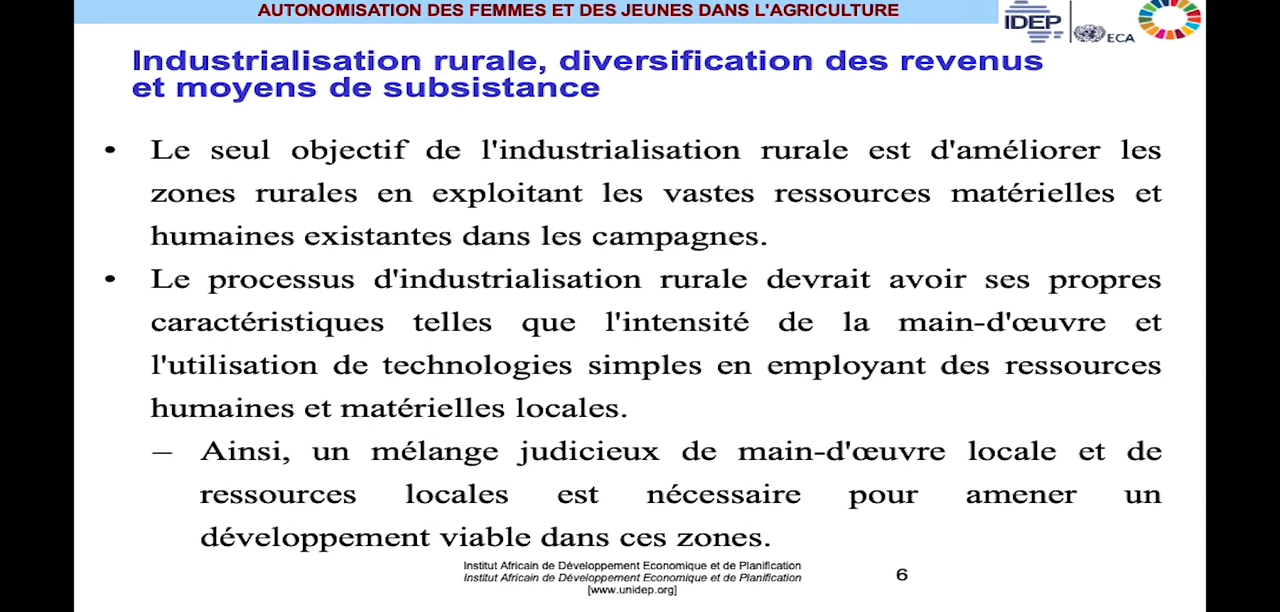 AUTONOMISATION DES FEMMES ET DES JEUNES DANS L'AGRICULTURE
IDEP
ECA
Industrialisation rurale, diversification des revenus
et moyens de subsistance
• Le seul objectif de l'industrialisation rurale est d'améliorer les
zones rurales en exploitant les vastes ressources matérielles et
humaines existantes dans les campagnes.
• Le processus d'industrialisation rurale devrait avoir ses propres
caractéristiques telles que l'intensité de la main-d'œuvre et
l'utilisation de technologies simples en employant des ressources
humaines et matérielles locales.
– Ainsi, un mélange judicieux de main-d'œuvre locale et de
ressources locales est nécessaire pour amener un
développement viable dans ces zones.
Institut Africain de Développement Economique et de Planification
Institut Africain de Développement Economique et de Planification
[www.unidep.org]
6